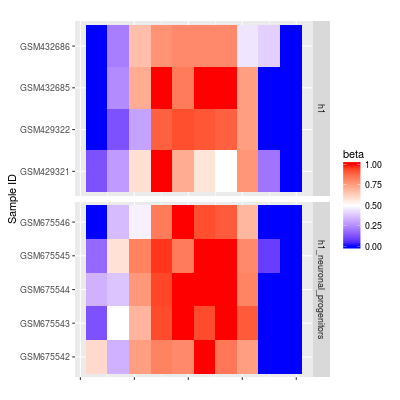 GSM432686
GSM432685
GSM429322
GSM429321
h1
GSM675546
GSM675545
GSM675544
GSM675543
GSM675542
h1_neuronal_progenitors
Sample ID
beta
1.00
0.75
0.50
0.25
0.00